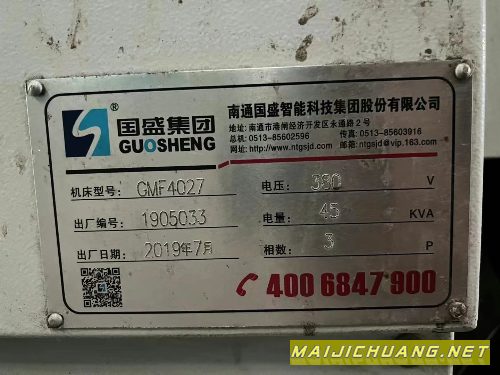 国盛集团®
GUOSHENG
南通国盛智能科技集团股份有限公司
地址: 南通市港闸经济开发区永通路2号
总机: 0513-85602596 传真: 0513-85603916
网址: http://www.ntgsjd.com 邮箱: ntgsjd@vip.163.com
机床型号: GMF4027 电压: 380 V
出厂编号: 1905033 电量: 45 KVA
出厂日期: 2019年7月 相数: 3 P
400 6847 900
MAIJICHUANG.NET